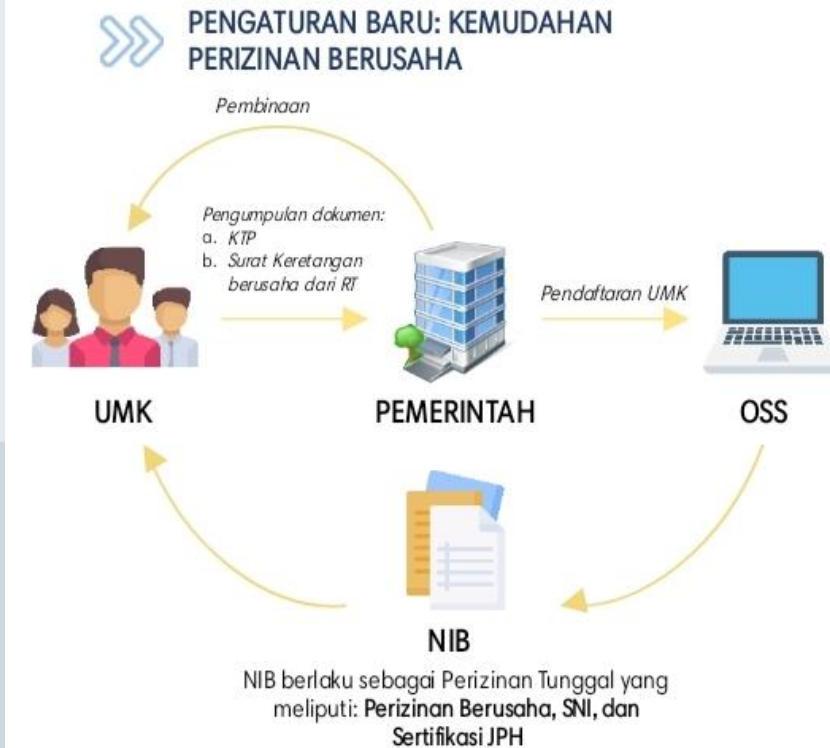 PENGATURAN BARU: KEMUDAHAN
PERIZINAN BERUSAHA
Pembinaan
Pengumpulan dokumen:
a. KTP
b. Surat Keretangan
berusaha dari RT
Pendaftaran UMK
UMK
PEMERINTAH
OSS
NIB
NIB berlaku sebagai Perizinan Tunggal yang
meliputi: Perizinan Berusaha, SNI, dan
Sertifikasi JPH